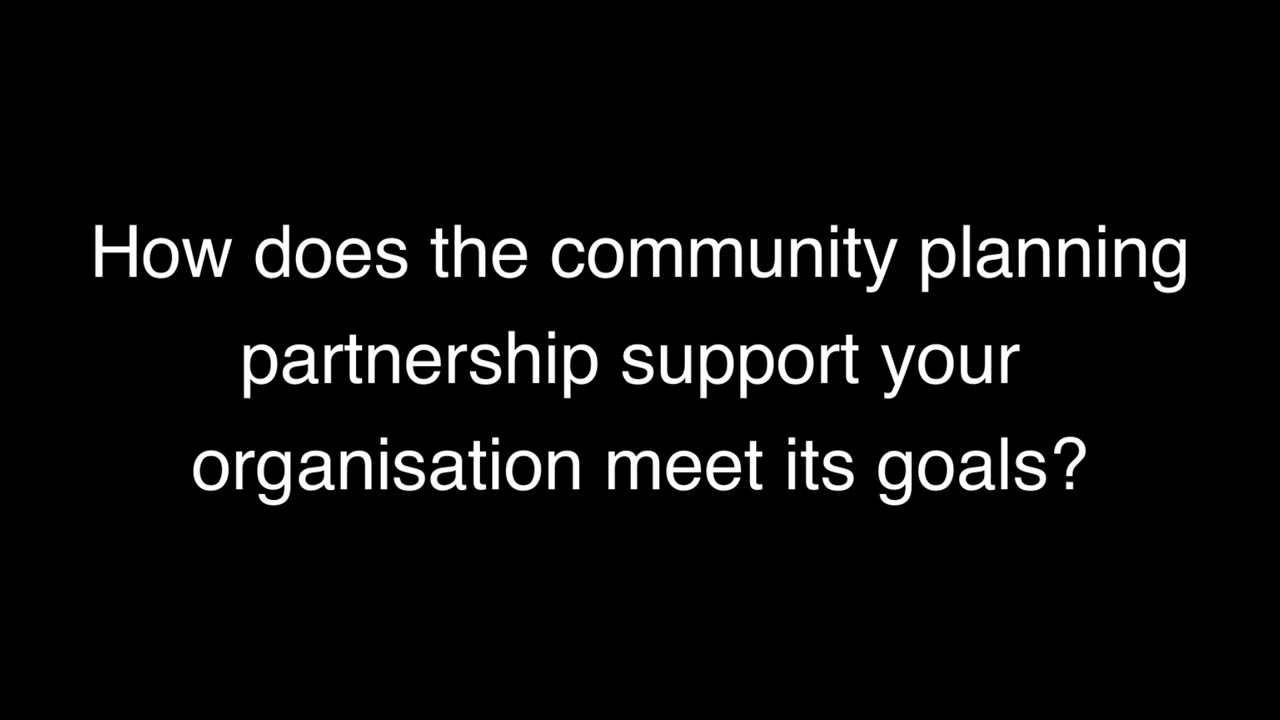 How does the community planning
partnership support your
organisation meet its goals?